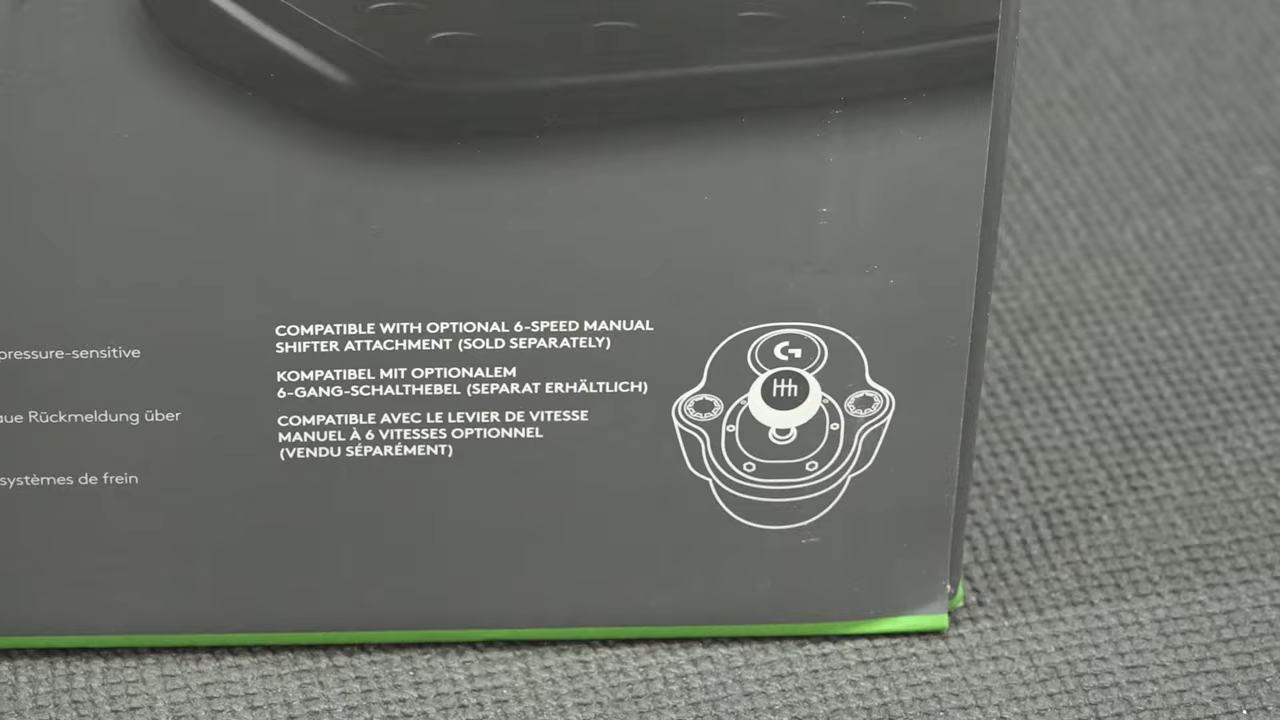 pressure-sensitive
aue Rückmeldung über
systèmes de frein
COMPATIBLE WITH OPTIONAL 6-SPEED MANUAL
SHIFTER ATTACHMENT (SOLD SEPARATELY)
KOMPATIBEL MIT OPTIONALEM
6-GANG-SCHALTHEBEL (SEPARAT ERHÄLTLICH)
COMPATIBLE AVEC LE LEVIER DE VITESSE
MANUEL À 6 VITESSES OPTIONNEL
(VENDU SÉPARÉMENT)
G